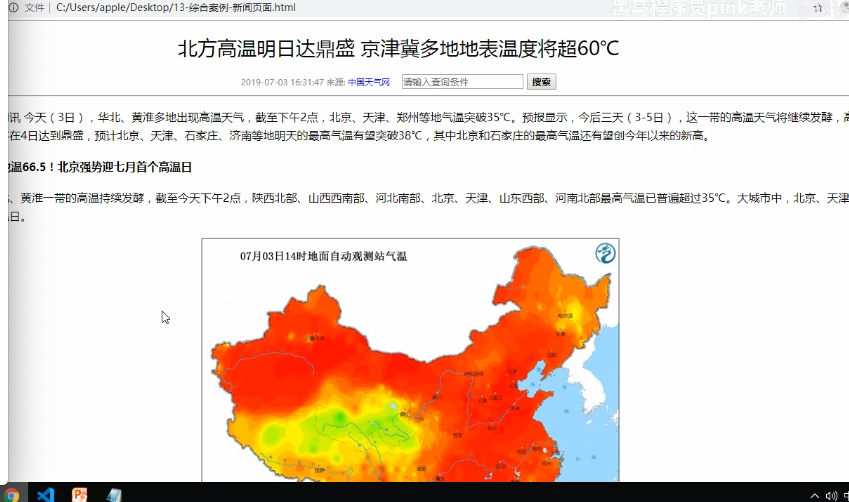 文件 | C:/Users/apple/Desktop/13-综合案例-新闻页面.html
黑马程序员pink老师
北方高温明日达鼎盛 京津冀多地地表温度将超60℃
2019-07-03 16:31:47 来源: 中国天气网 请输入查询条件 搜索
讯 今天（3日），华北、黄淮多地出现高温天气，截至下午2点，北京、天津、郑州等地气温突破35℃。预报显示，今后三天（3-5日），这一带的高温天气将继续发酵，高
在4日达到鼎盛，预计北京、天津、石家庄、济南等地明天的最高气温有望突破38℃，其中北京和石家庄的最高气温还有望创今年以来的新高。
温66.5！北京强势迎七月首个高温日
、黄淮一带的高温持续发酵，截至今天下午2点，陕西北部、山西西南部、河北南部、北京、天津、山东西部、河南北部最高气温已普遍超过35℃。大城市中，北京、天津
日。
07月03日14时地面自动观测站气温
哈尔滨
拉萨